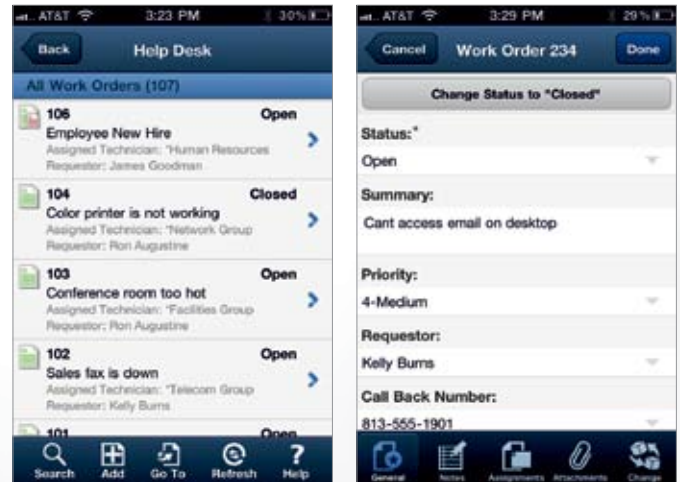 AT&T 3:23 PM 30%
Back Help Desk
All Work Orders (107)
106 Open
Employee New Hire
Assigned Technician: "Human Resources
Requestor: James Goodman
104 Closed
Color printer is not working
Assigned Technician: "Network Group
Requestor: Ron Augustine
103 Open
Conference room too hot
Assigned Technician: "Facilities Group
Requestor: Ron Augustine
102 Open
Sales fax is down
Assigned Technician: "Telecom Group
Requestor: Kelly Burns
101 Open
Search Add Go To Refresh Help
AT&T 3:29 PM 29%
Cancel Work Order 234 Done
Change Status to "Closed"
Status:*
Open
Summary:
Cant access email on desktop
Priority:
4-Medium
Requestor:
Kelly Burns
Call Back Number:
813-555-1901
General Notes Assignments Attachments Change